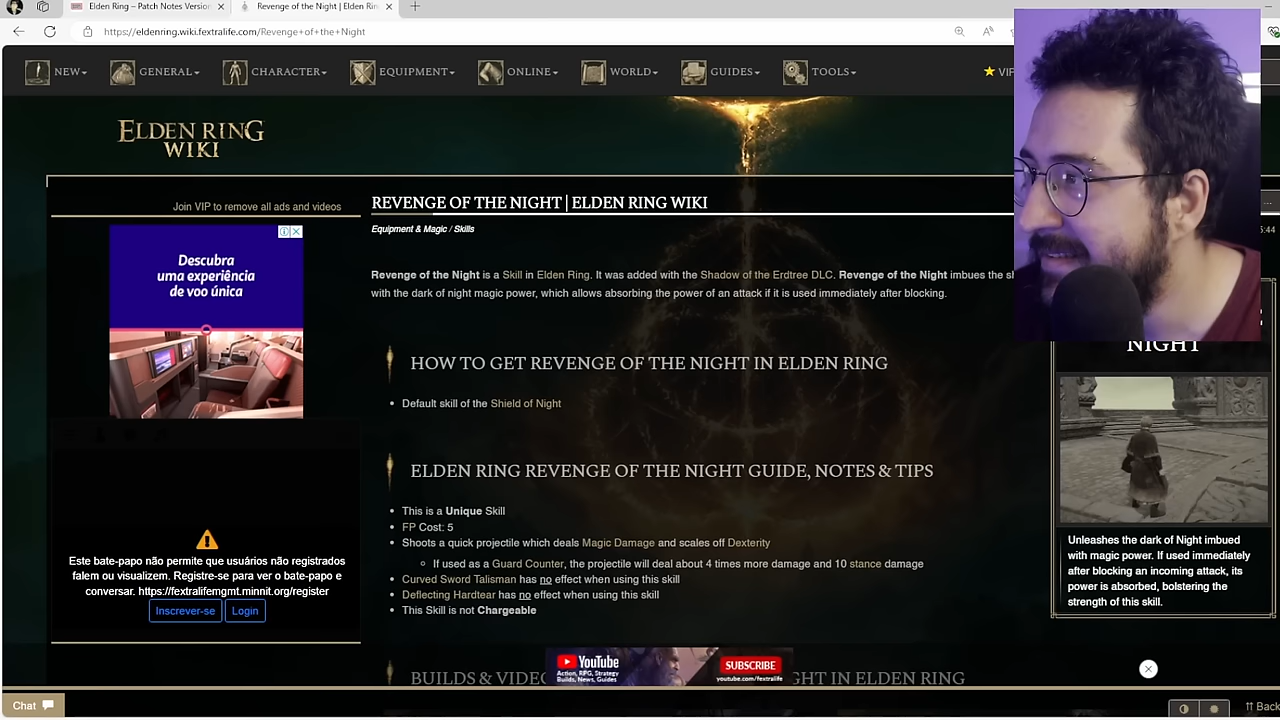 Elden Ring – Patch Notes Version
Revenge of the Night | Elden Rin
https://eldenring.wiki.fextralife.com/Revenge+of+the+Night
NEW
GENERAL
CHARACTER
EQUIPMENT
ONLINE
WORLD
GUIDES
TOOLS
VIP
ELDEN RING
WIKI
Join VIP to remove all ads and videos
Descubra
uma experiência
de voo única
REVENGE OF THE NIGHT | ELDEN RING WIKI
Equipment & Magic / Skills
5:44
Revenge of the Night is a Skill in Elden Ring. It was added with the Shadow of the Erdtree DLC. Revenge of the Night imbues the sh
with the dark of night magic power, which allows absorbing the power of an attack if it is used immediately after blocking.
HOW TO GET REVENGE OF THE NIGHT IN ELDEN RING
• Default skill of the Shield of Night
ELDEN RING REVENGE OF THE NIGHT GUIDE, NOTES & TIPS
• This is a Unique Skill
• FP Cost: 5
• Shoots a quick projectile which deals Magic Damage and scales off Dexterity
◦ If used as a Guard Counter, the projectile will deal about 4 times more damage and 10 stance damage
• Curved Sword Talisman has no effect when using this skill
• Deflecting Hardtear has no effect when using this skill
• This Skill is not Chargeable
Este bate-papo não permite que usuários não registrados
falem ou visualizem. Registre-se para ver o bate-papo e
conversar. https://fextralifemgmt.minnit.org/register
Inscrever-se
Login
NIGHT
Unleashes the dark of Night imbued
with magic power. If used immediately
after blocking an incoming attack, its
power is absorbed, bolstering the
strength of this skill.
BUILDS & VIDEO
GHT IN ELDEN RING
YouTube
Action, RPG, Strategy
Builds, News, Guides
SUBSCRIBE
youtube.com/fextralife
Chat
Back